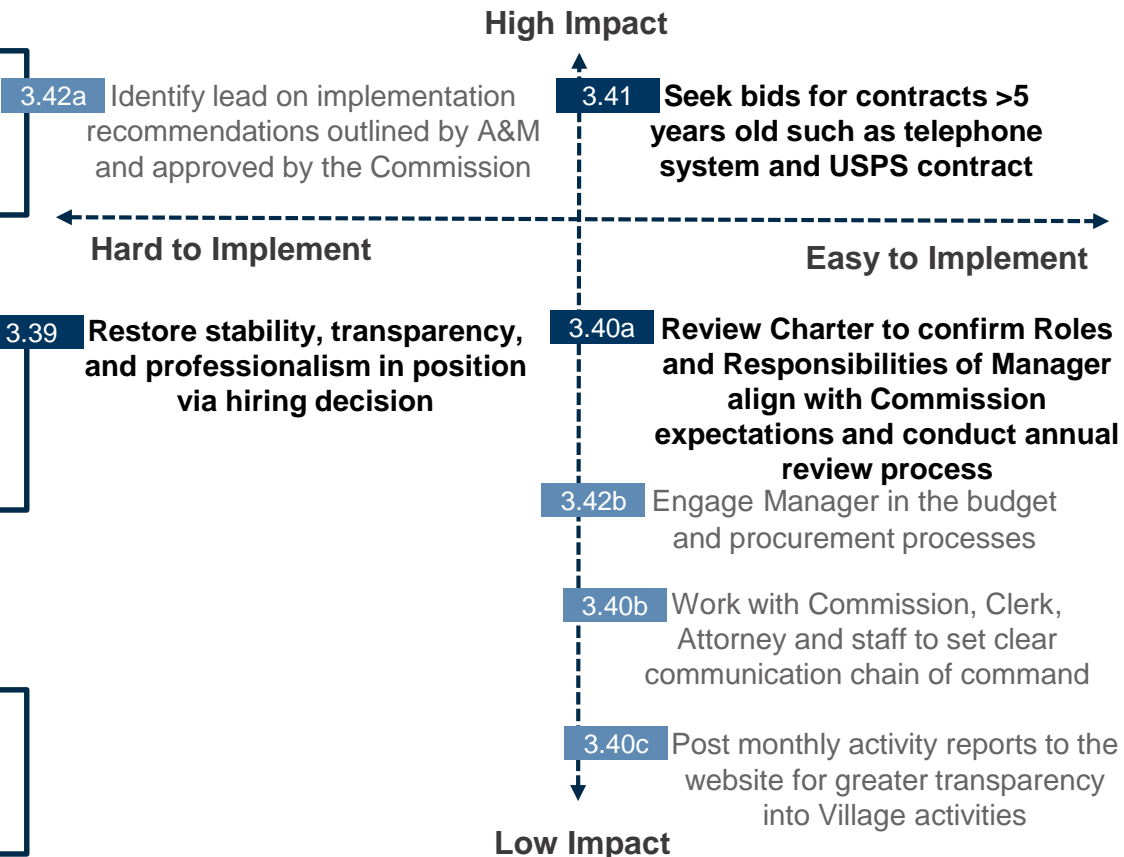 High Impact
3.42a Identify lead on implementation
recommendations outlined by A&M
and approved by the Commission
3.41 Seek bids for contracts >5
years old such as telephone
system and USPS contract
Hard to Implement
Easy to Implement
3.39 Restore stability, transparency,
and professionalism in position
via hiring decision
3.40a Review Charter to confirm Roles
and Responsibilities of Manager
align with Commission
expectations and conduct annual
review process
3.42b Engage Manager in the budget
and procurement processes
3.40b Work with Commission, Clerk,
Attorney and staff to set clear
communication chain of command
3.40c Post monthly activity reports to the
website for greater transparency
into Village activities
Low Impact